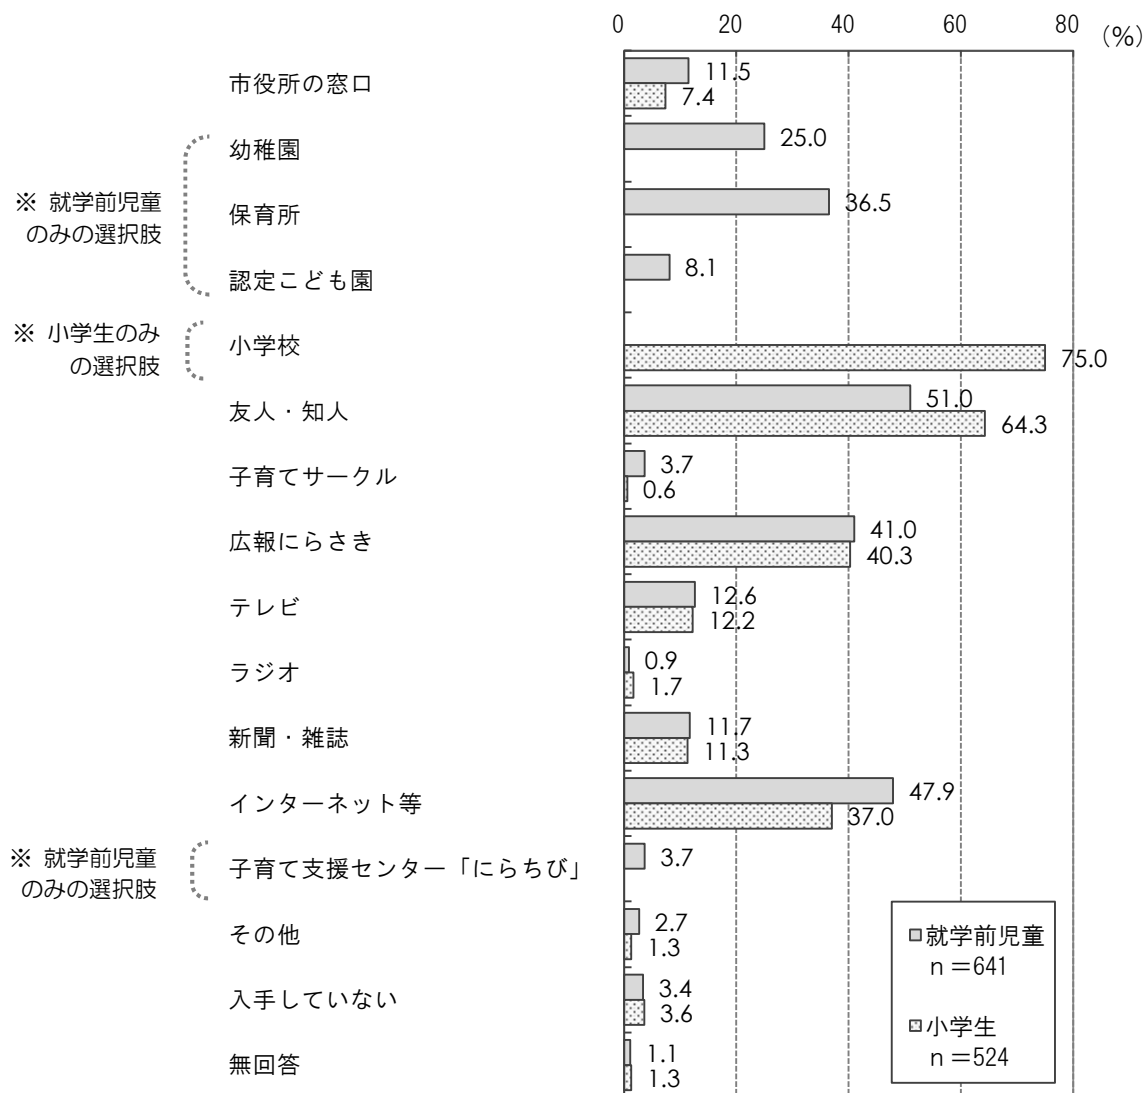 0 20 40 60 80 (%)
市役所の窓口 11.5
7.4
幼稚園 25.0
※ 就学前児童
のみの選択肢
保育所 36.5
認定こども園 8.1
※ 小学生のみ
の選択肢
小学校 75.0
友人・知人 51.0
64.3
子育てサークル 3.7
0.6
広報にらさき 41.0
40.3
テレビ 12.6
12.2
ラジオ 0.9
1.7
新聞・雑誌 11.7
11.3
インターネット等 47.9
37.0
※ 就学前児童
のみの選択肢
子育て支援センター「にらちび」 3.7
その他 2.7
1.3
入手していない 3.4
3.6
無回答 1.1
1.3
就学前児童
n=641
小学生
n=524